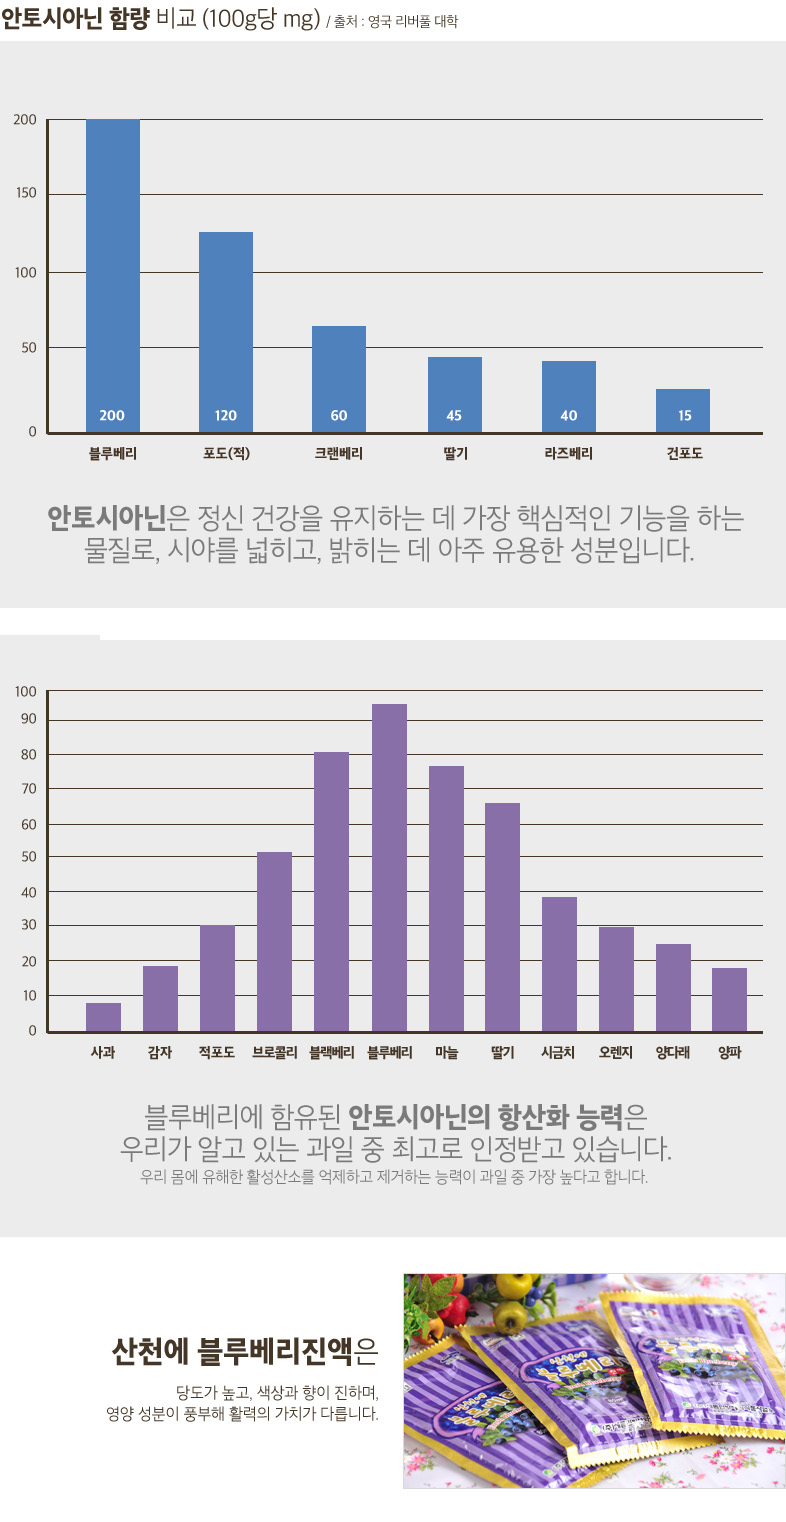 안토시아닌 함량 비교 (100g당 mg) / 출처 : 영국 리버풀 대학
200
150
100
50
0
200 120 60 45 40 15
블루베리 포도(적) 크랜베리 딸기 라즈베리 건포도
안토시아닌은 정신 건강을 유지하는 데 가장 핵심적인 기능을 하는
물질로, 시야를 넓히고, 밝히는 데 아주 유용한 성분입니다.
100
90
80
70
60
50
40
30
20
10
0
사과 감자 적포도 브로콜리 블랙베리 블루베리 마늘 딸기 시금치 오렌지 양다래 양파
블루베리에 함유된 안토시아닌의 항산화 능력은
우리가 알고 있는 과일 중 최고로 인정받고 있습니다.
우리 몸에 유해한 활성산소를 억제하고 제거하는 능력이 과일 중 가장 높다고 합니다.
산천에 블루베리진액은
당도가 높고, 색상과 향이 진하며,
영양 성분이 풍부해 활력의 가치가 다릅니다.
산천에
블루베리